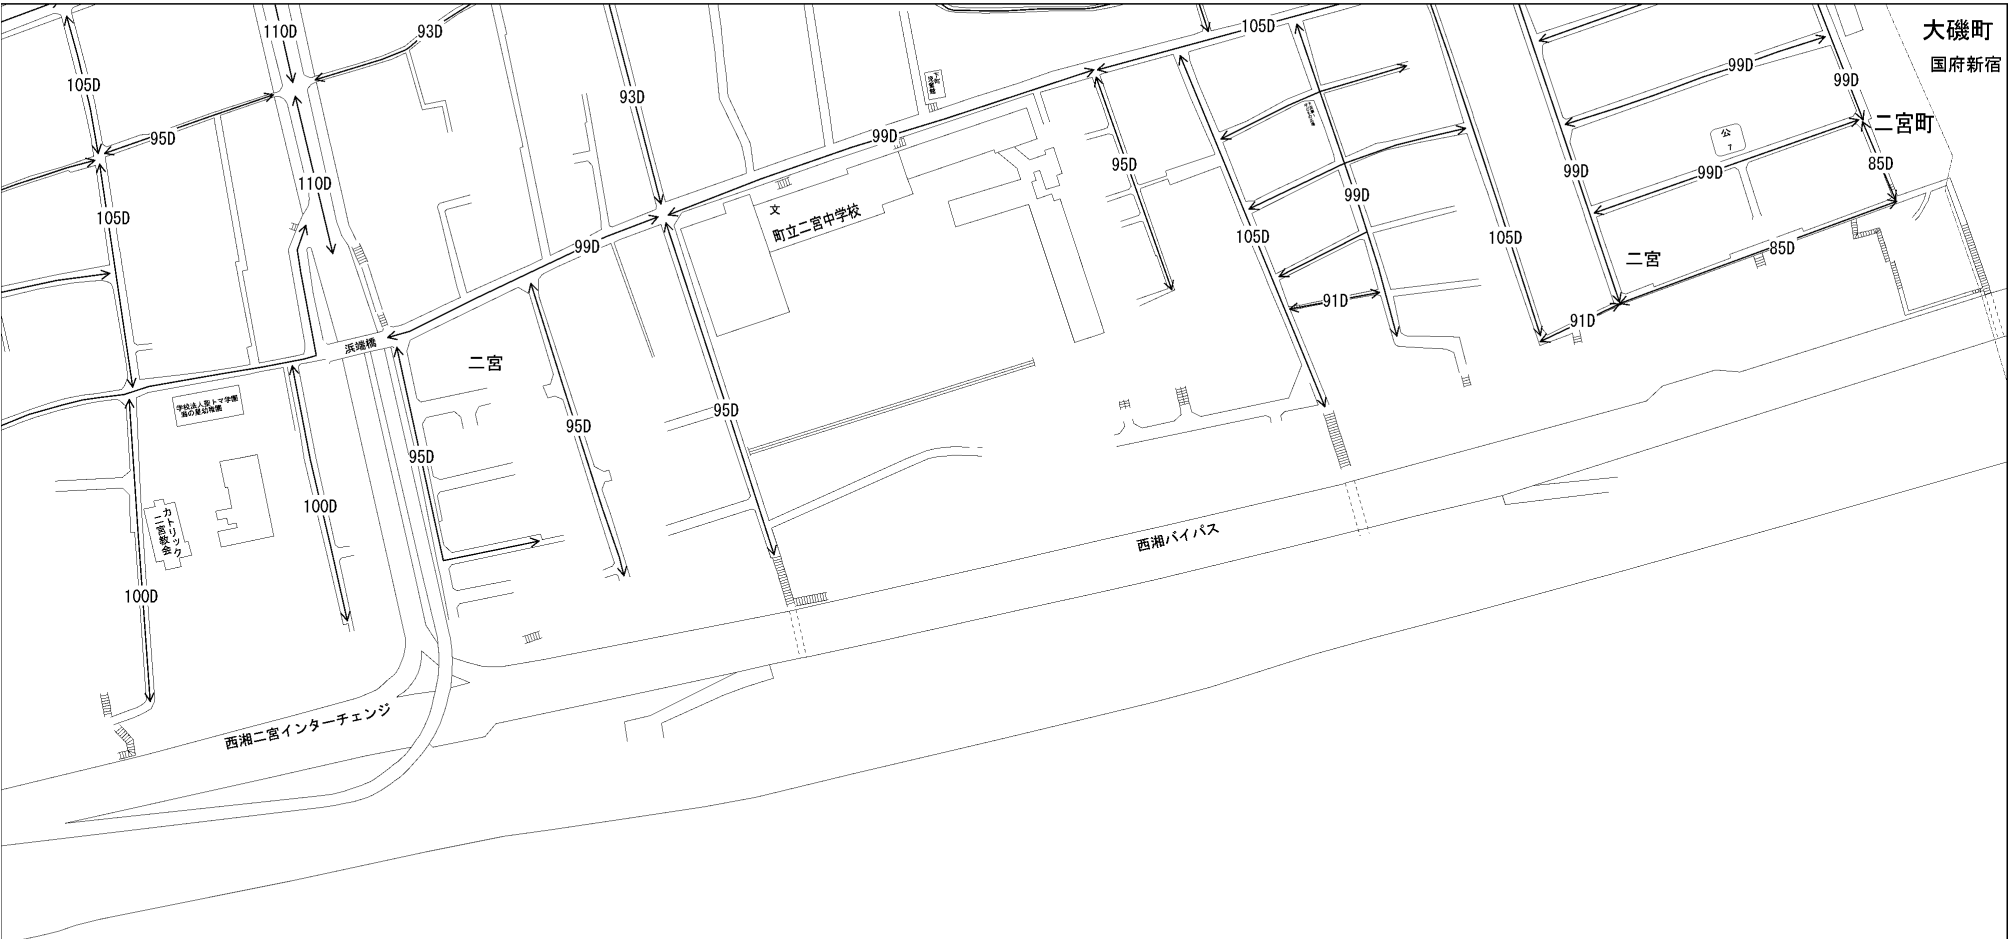 110D
93D
105D
大磯町
国府新宿
105D
93D
99D
99D
95D
99D
公
7
二宮町
95D
85D
110D
99D
99D
99D
105D
文
町立二宮中学校
99D
105D
105D
85D
二宮
91D
91D
浜端橋
二宮
学校法人聖トマ学園
海の星幼稚園
95D
95D
95D
100D
カトリック
二宮教会
西湘バイパス
100D
西湘二宮インターチェンジ